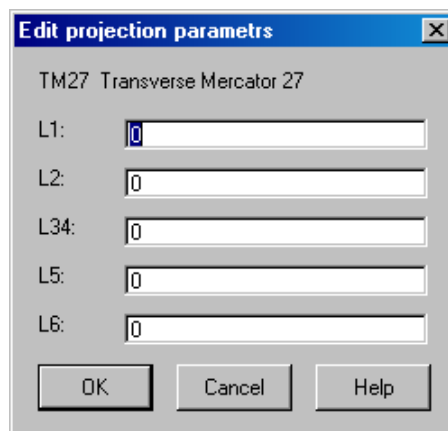 Edit projection parametrs
TM27 Transverse Mercator 27
L1: 0
L2: 0
L34: 0
L5: 0
L6: 0
OK Cancel Help